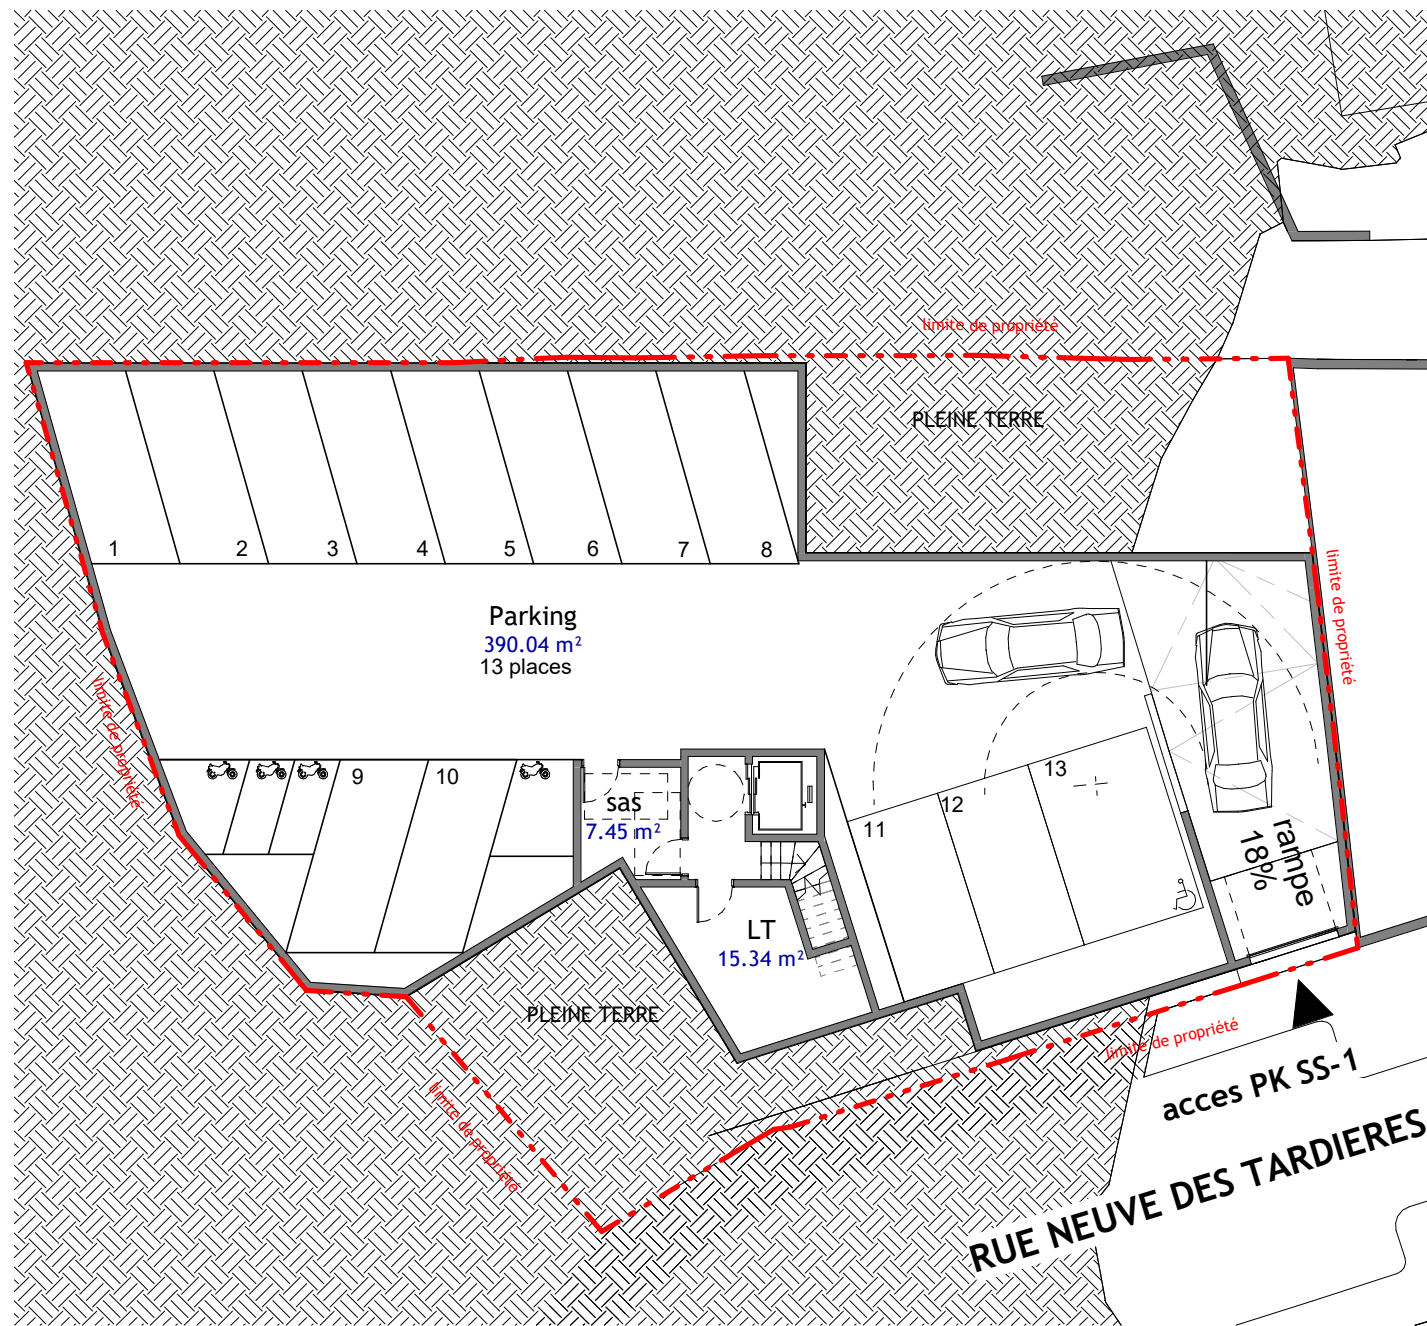 limite de propriété
PLEINE TERRE
1
2
3
4
5
6
7
8
limite de propriété
Parking
390.04 m²
13 places
limite de propriété
9
10
11
12
13
sas
7.45 m²
rampe
18%
LT
15.34 m²
PLEINE TERRE
limite de propriété
limite de propriété
acces PK SS-1
RUE NEUVE DES TARDIERES